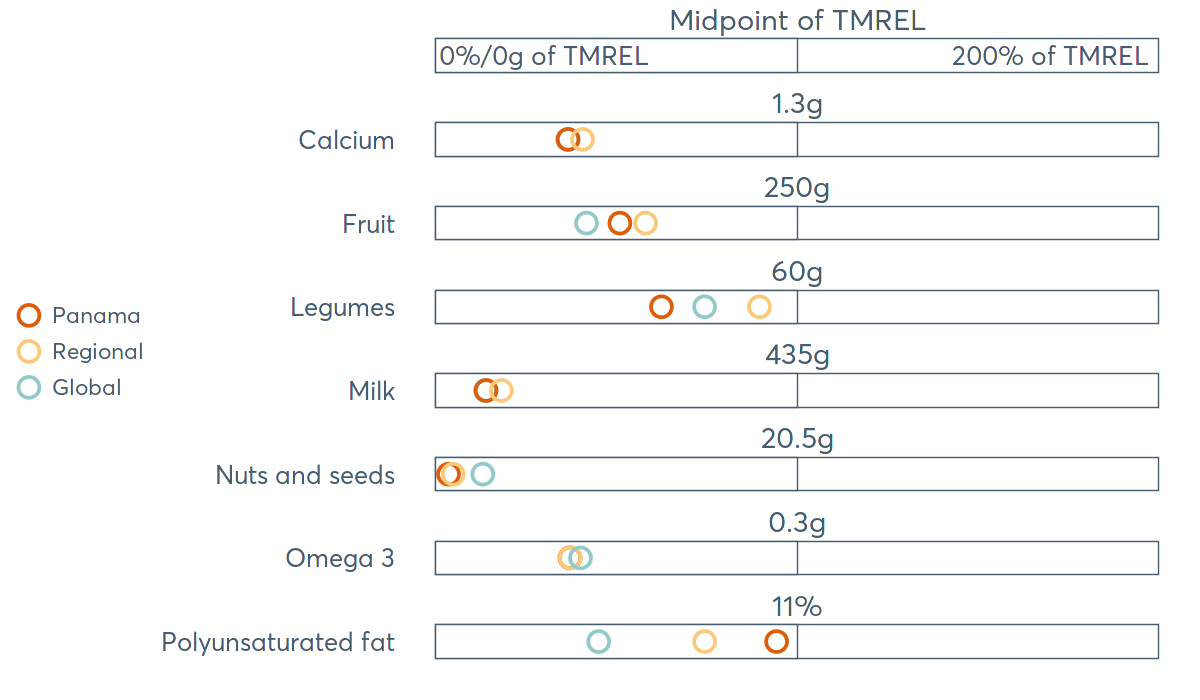 Midpoint of TMREL
0%/0g of TMREL 200% of TMREL
1.3g
Calcium
250g
Fruit
60g
Legumes
435g
Milk
20.5g
Nuts and seeds
0.3g
Omega 3
11%
Polyunsaturated fat
Panama
Regional
Global